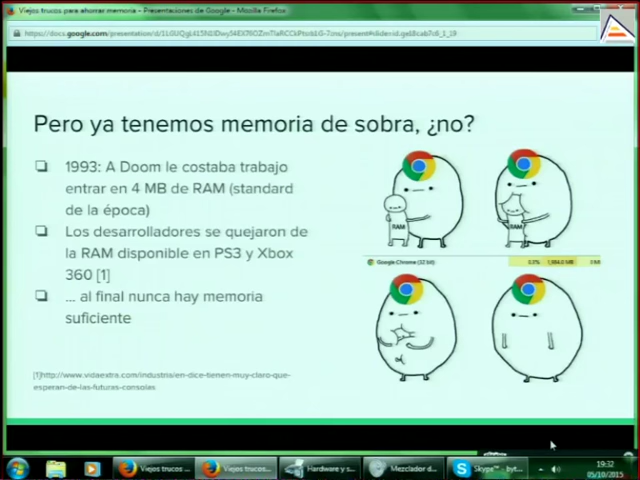 Viejos trucos para ahorrar memoria - Presentaciones de Google - Mozilla Firefox
Pero ya tenemos memoria de sobra, ¿no?
❏ 1993: A Doom le costaba trabajo
entrar en 4 MB de RAM (standard
de la época)
❏ Los desarrolladores se quejaron de
la RAM disponible en PS3 y Xbox
360 [1]
❏ ... al final nunca hay memoria
suficiente
RAM
RAM
Google Chrome (32 bit)
[1]http://www.vidaextra.com/industria/en-dice-tienen-muy-claro-que-
esperan-de-las-futuras-consolas
Viejos trucos ...
Viejos trucos...
Hardware y s...
Mezclador d...
Skype™ - byt...
19:32
05/10/2015